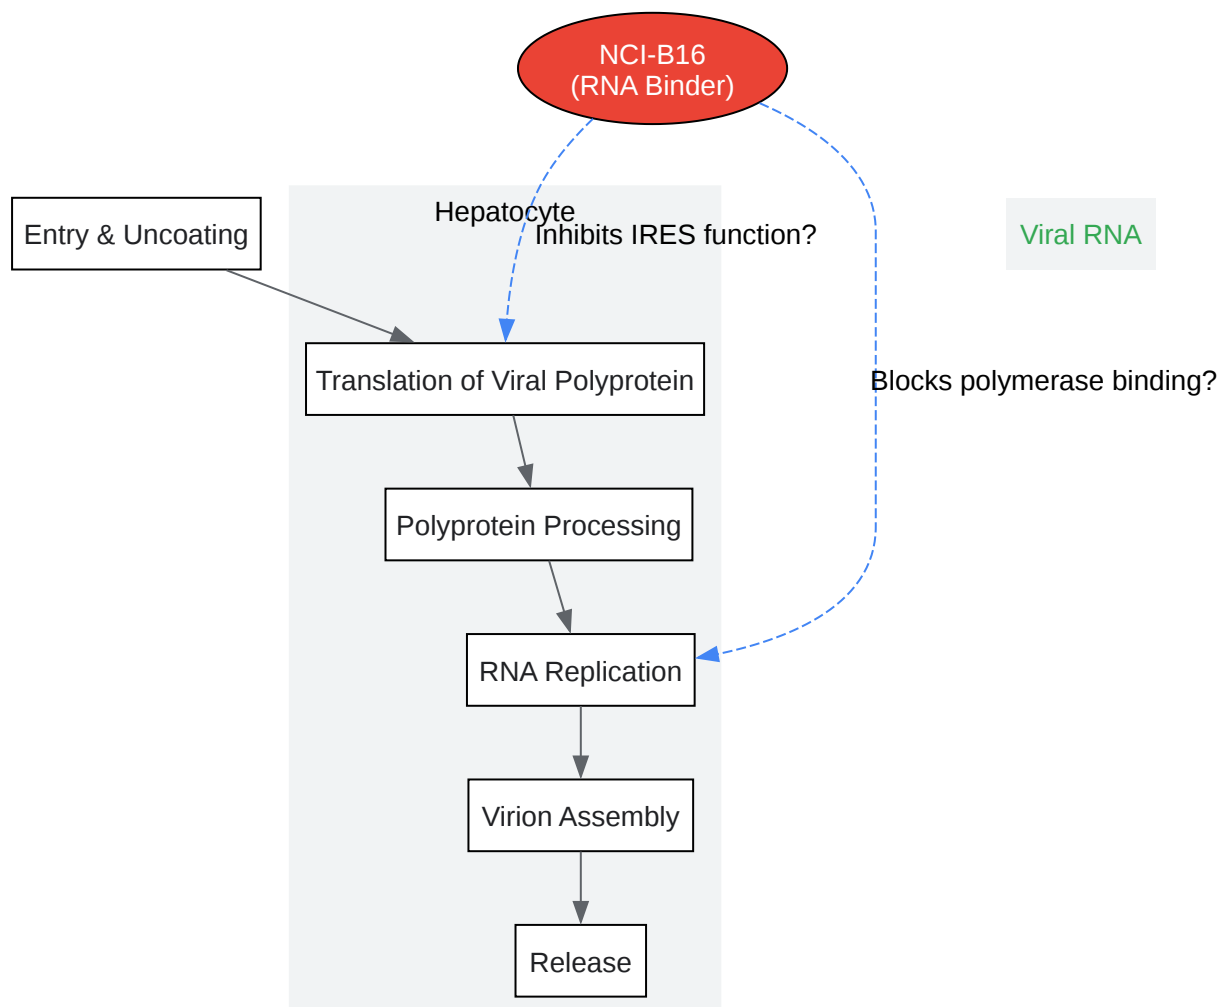 NCI-B16
(RNA Binder)
Hepatocyte
Entry & Uncoating
Inhibits IRES function?
Viral RNA
Translation of Viral Polyprotein
Blocks polymerase binding?
Polyprotein Processing
RNA Replication
Virion Assembly
Release